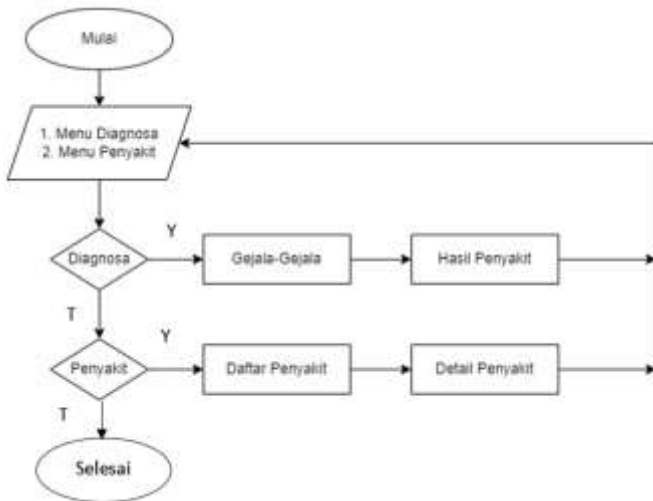 Mulai
1. Menu Diagnosa
2. Menu Penyakit
Diagnosa
Y
Gejala-Gejala
Hasil Penyakit
T
Penyakit
Y
Daftar Penyakit
Detail Penyakit
T
Selesai